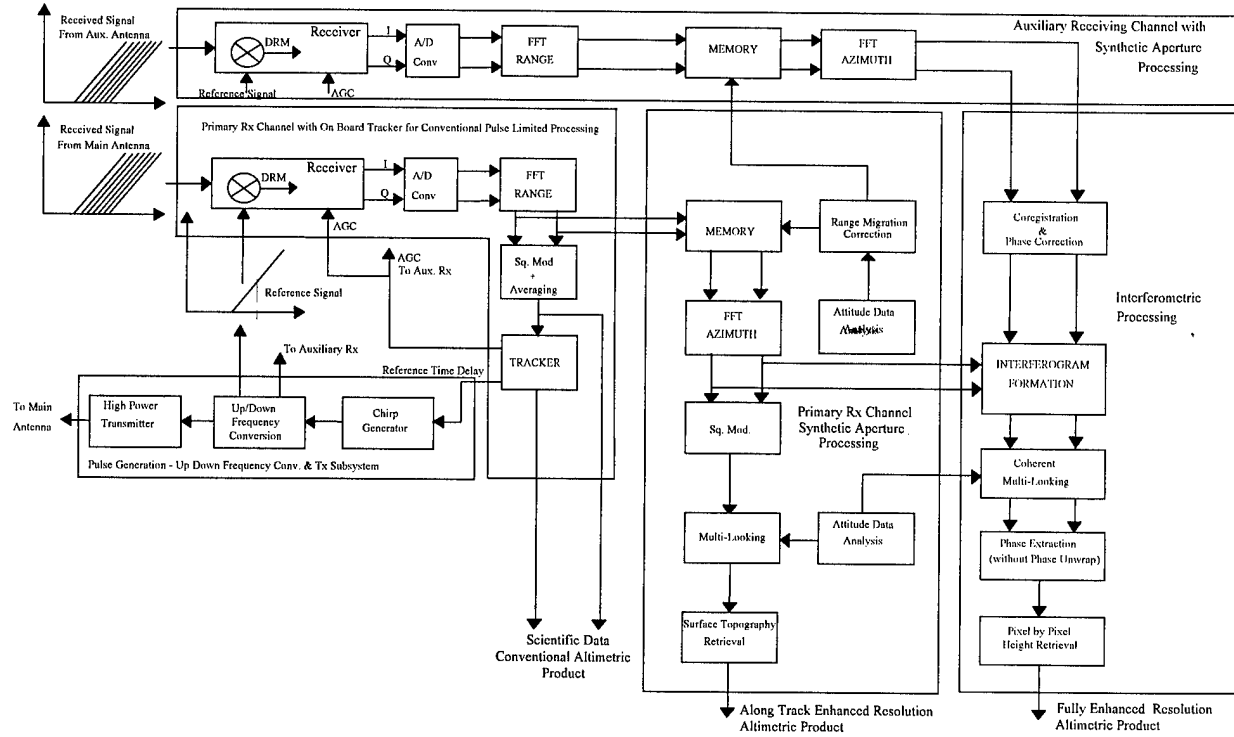 Received Signal
From Aux. Antenna
Receiver
DRM
I
Q
A/D
Conv
FFT
RANGE
MEMORY
FFT
AZIMUTH
Auxiliary Receiving Channel with
Synthetic Aperture
Processing
Reference Signal
AGC
Received Signal
From Main Antenna
Primary Rx Channel with On Board Tracker for Conventional Pulse Limited Processing
Receiver
DRM
I
Q
A/D
Conv
FFT
RANGE
AGC
AGC
To Aux. Rx
Sq. Mod
+
Averaging
Reference Signal
To Auxiliary Rx
Reference Time Delay
TRACKER
To Main
Antenna
High Power
Transmitter
Up/Down
Frequency
Conversion
Chirp
Generator
Pulse Generation - Up Down Frequency Conv. & Tx Subsystem
Scientific Data
Conventional Altimetric
Product
MEMORY
Range Migration
Correction
FFT
AZIMUTH
Attitude Data
Analysis
Sq. Mod.
Primary Rx Channel
Synthetic Aperture
Processing
Multi-Looking
Attitude Data
Analysis
Surface Topography
Retrieval
Along Track Enhanced Resolution
Altimetric Product
Coregistration
&
Phase Correction
Interferometric
Processing
INTERFEROGRAM
FORMATION
Coherent
Multi-Looking
Phase Extraction
(without Phase Unwrap)
Pixel by Pixel
Height Retrieval
Fully Enhanced Resolution
Altimetric Product